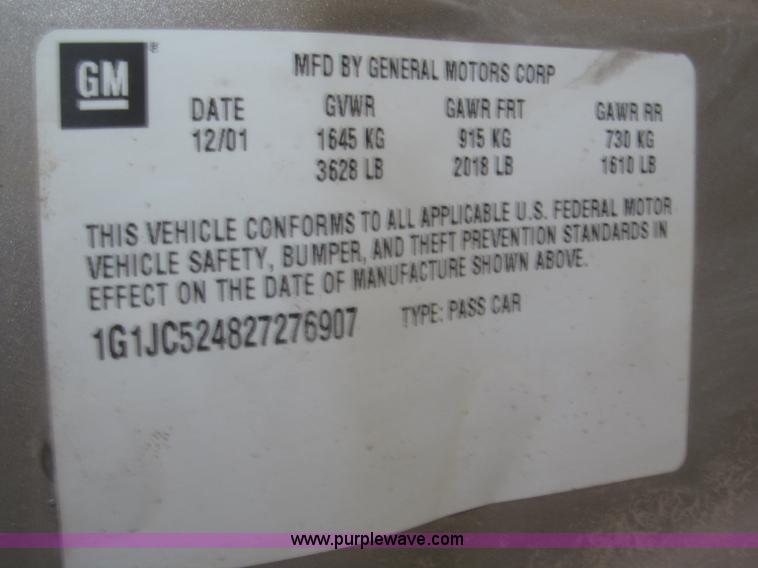 GM®
MFD BY GENERAL MOTORS CORP
DATE GVWR GAWR FRT GAWR RR
12/01 1645 KG 915 KG 730 KG
3628 LB 2018 LB 1610 LB
THIS VEHICLE CONFORMS TO ALL APPLICABLE U.S. FEDERAL MOTOR
VEHICLE SAFETY, BUMPER, AND THEFT PREVENTION STANDARDS IN
EFFECT ON THE DATE OF MANUFACTURE SHOWN ABOVE.
1G1JC524827276907 TYPE: PASS CAR
www.purplewave.com